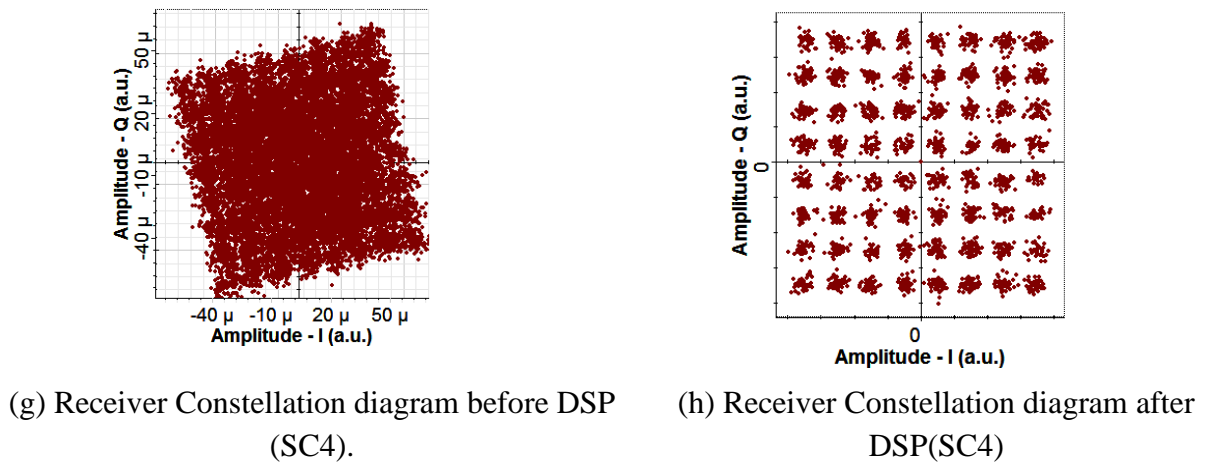 Amplitude - Q (a.u.)
50 µ
20 µ
0 µ
-10 µ
-40 µ
-40 µ -10 µ 20 µ 50 µ
Amplitude - I (a.u.)
Amplitude - Q (a.u.)
0
0
Amplitude - I (a.u.)
(g) Receiver Constellation diagram before DSP
(SC4).
(h) Receiver Constellation diagram after
DSP(SC4)